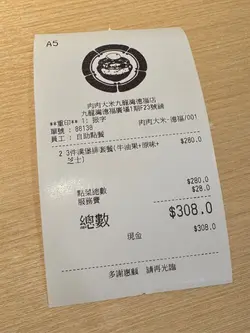 A5
肉肉大米九龍灣德福店
九龍灣德福廣場1期F23號舖
**重印** 1: 振字
單號 : 88138 肉肉大米-德福/001
員工 : 自助點餐
2 3件漢堡排套餐(牛油果+原味+芝士) $280.0
點菜總數 $280.0
服務費 $28.0
總數 $308.0
現金 $308.0
多謝惠顧 請再光臨